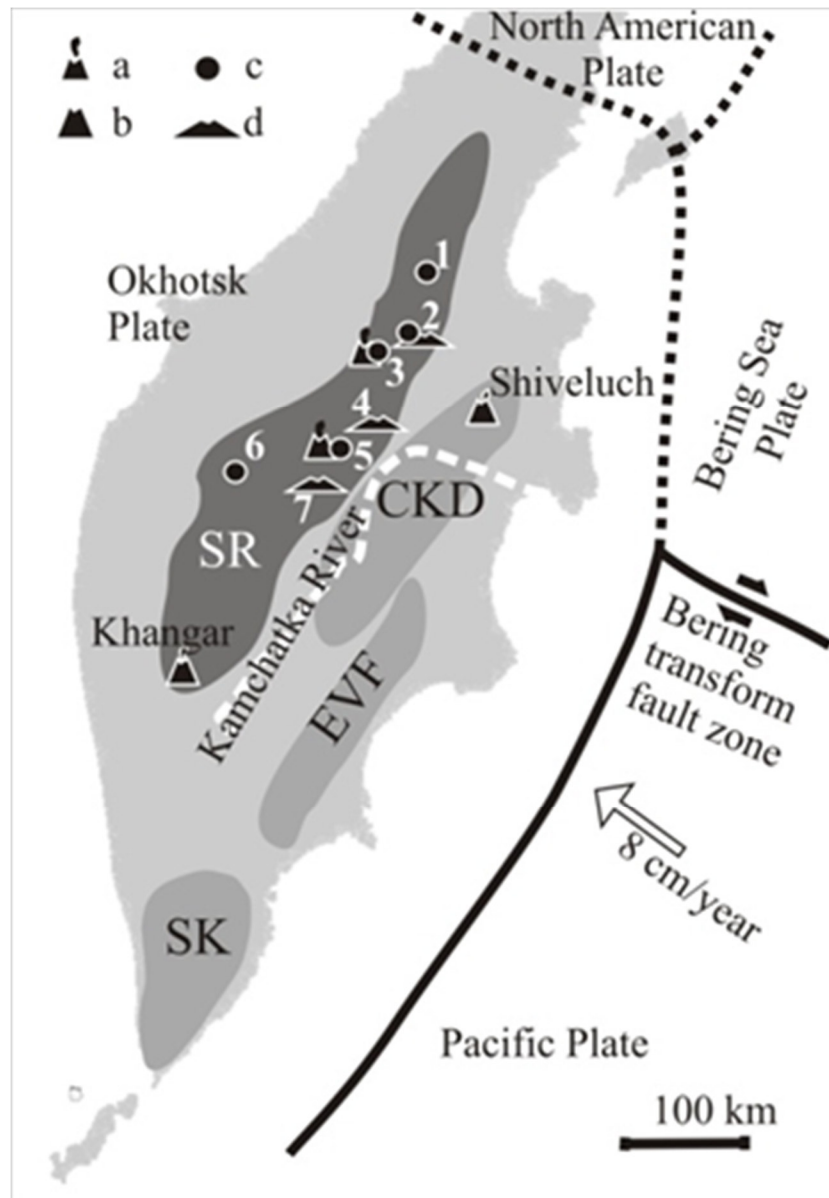 North American
Plate
a
c
b
d
Okhotsk
Plate
1
2
3
Shiveluch
4
5
6
7
Bering Sea
Plate
CKD
SR
Kamchatka River
Khangar
EVF
Bering
transform
fault zone
8 cm/year
SK
Pacific Plate
100 km